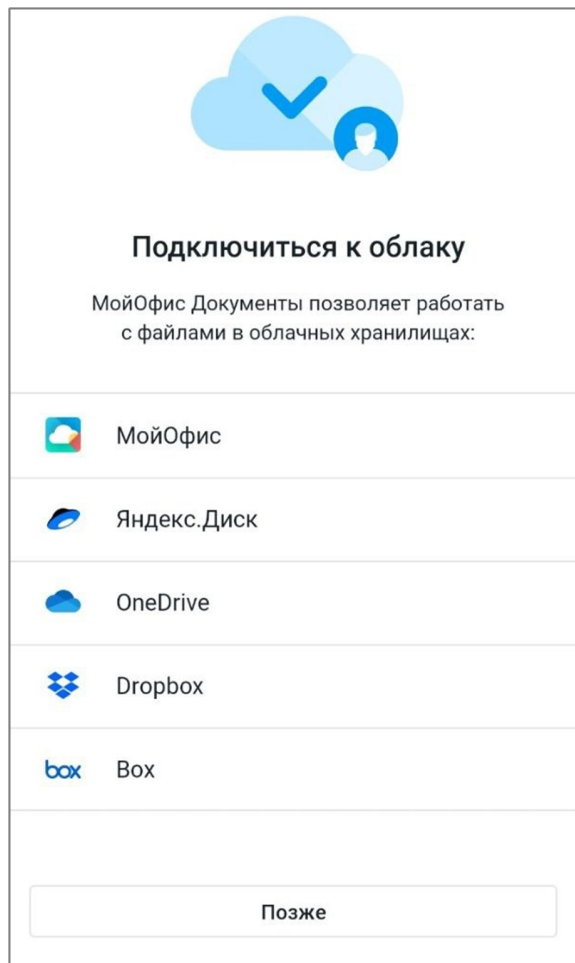 Подключиться к облаку
МойОфис Документы позволяет работать
с файлами в облачных хранилищах:
МойОфис
Яндекс.Диск
OneDrive
Dropbox
box Box
Позже